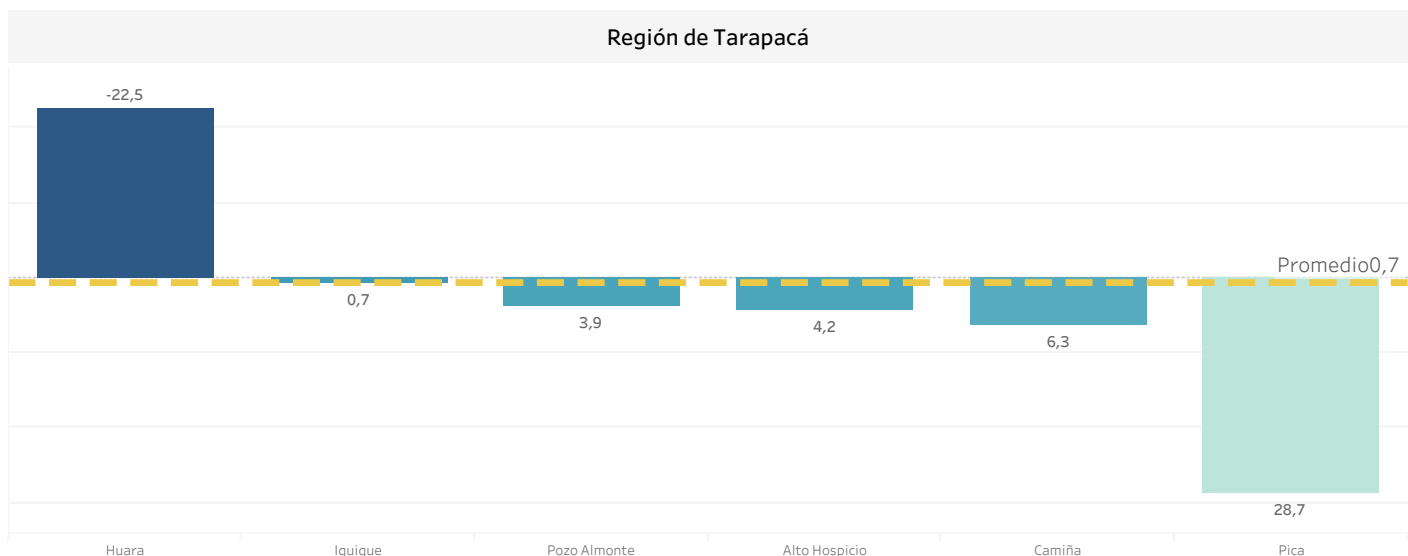 Región de Tarapacá
-22,5
Promedio0,7
0,7
3,9
4,2
6,3
28,7
Huara
Iquique
Pozo Almonte
Alto Hospicio
Camiña
Pica